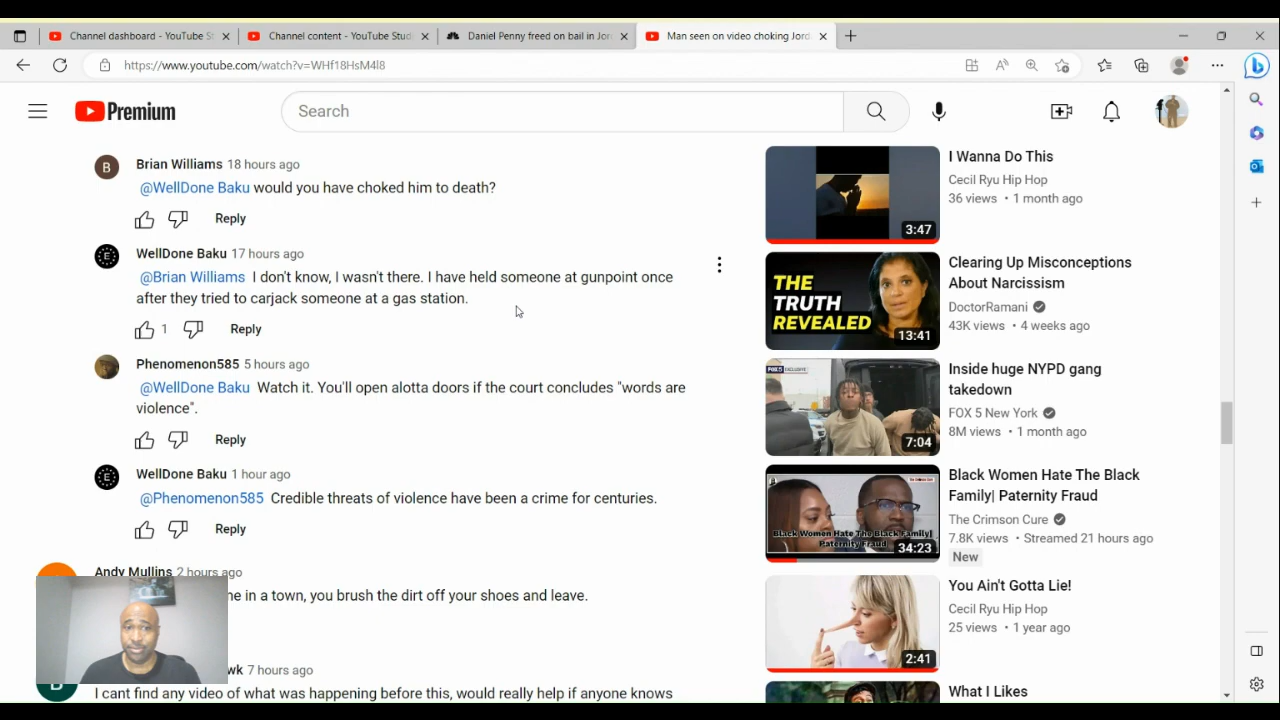 Channel dashboard - YouTube S
Channel content - YouTube Stud
Daniel Penny freed on bail in Jor
Man seen on video choking Jord
https://www.youtube.com/watch?v=WHf18HsM4l8
Premium
Search
B
Brian Williams 18 hours ago
@WellDone Baku would you have choked him to death?
Reply
WellDone Baku 17 hours ago
@Brian Williams I don't know, I wasn't there. I have held someone at gunpoint once
after they tried to carjack someone at a gas station.
1
Reply
Phenomenon585 5 hours ago
@WellDone Baku Watch it. You'll open alotta doors if the court concludes "words are
violence".
Reply
WellDone Baku 1 hour ago
@Phenomenon585 Credible threats of violence have been a crime for centuries.
Reply
Andy Mullins 2 hours ago
me in a town, you brush the dirt off your shoes and leave.
wk 7 hours ago
I cant find any video of what was happening before this, would really help if anyone knows
3:47
I Wanna Do This
Cecil Ryu Hip Hop
36 views • 1 month ago
THE
TRUTH
REVEALED
13:41
Clearing Up Misconceptions
About Narcissism
DoctorRamani
43K views • 4 weeks ago
FOX 5 EXCLUSIVE
7:04
Inside huge NYPD gang
takedown
FOX 5 New York
8M views • 1 month ago
Black Women Hate The Black Family|
Paternity Fraud
34:23
Black Women Hate The Black
Family| Paternity Fraud
The Crimson Cure
7.8K views • Streamed 21 hours ago
New
2:41
You Ain't Gotta Lie!
Cecil Ryu Hip Hop
25 views • 1 year ago
What I Likes